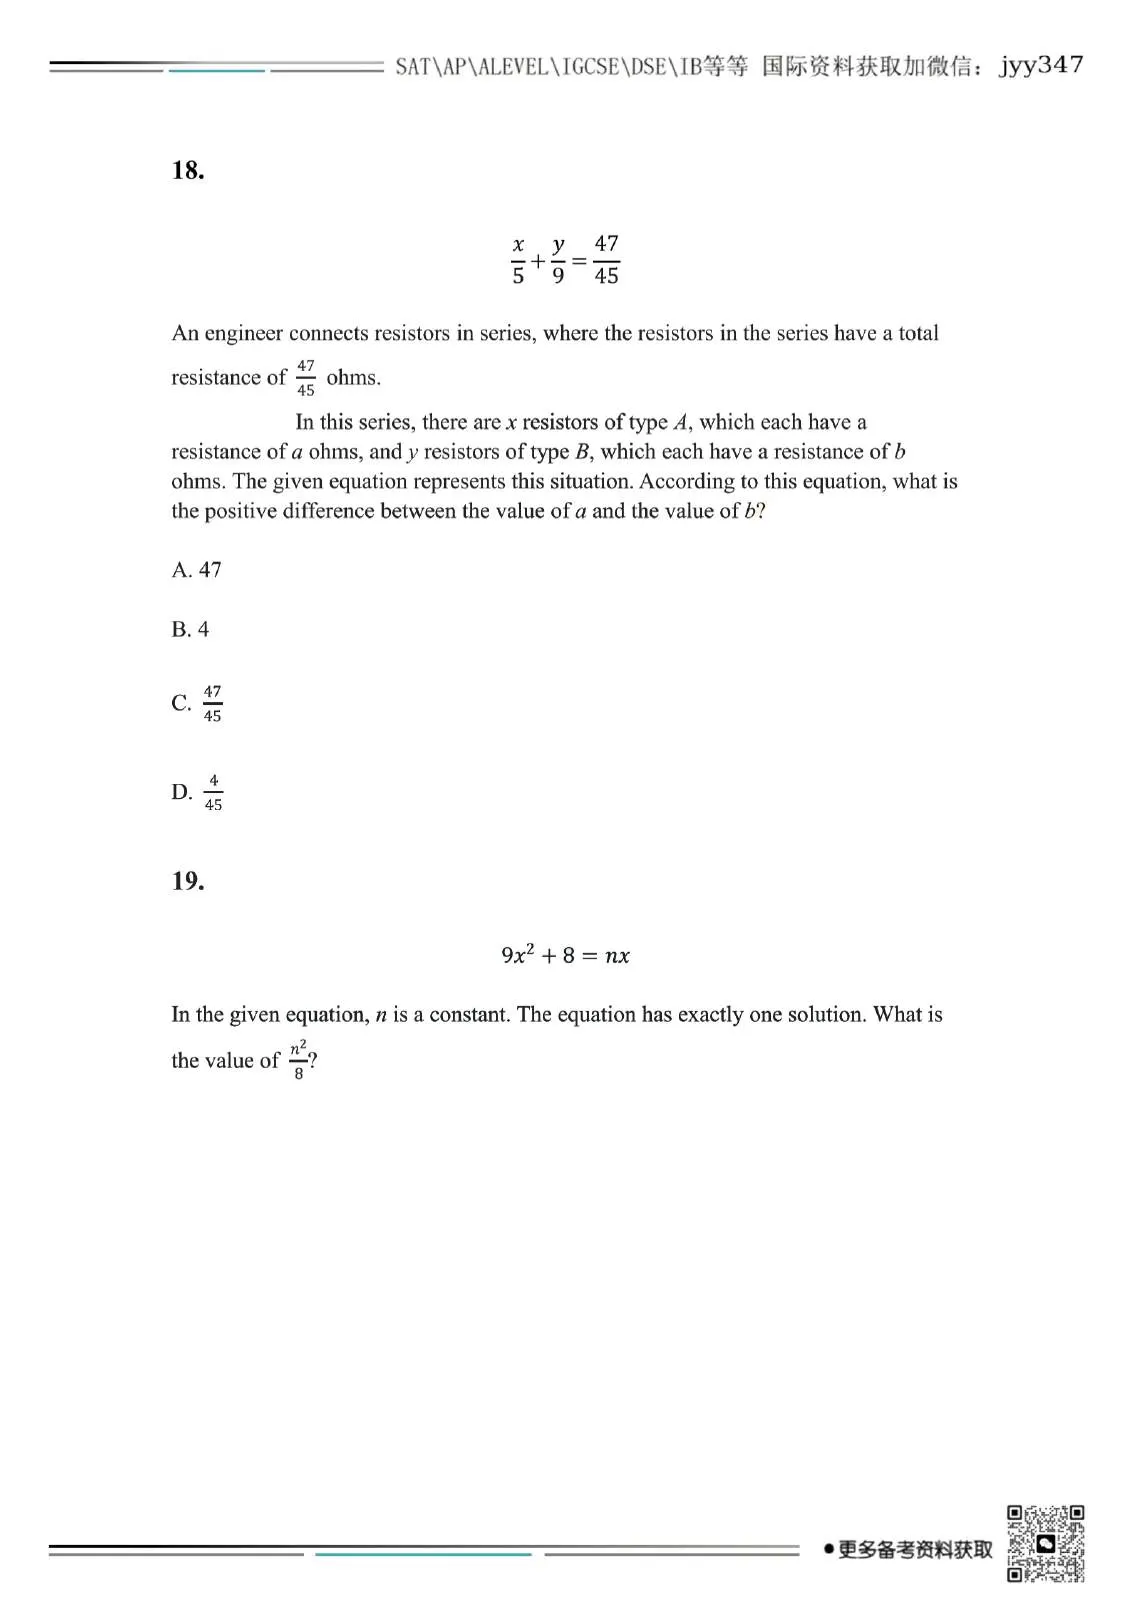 SAT\AP\ALEVEL\IGCSE\DSE\IB等等 国际资料获取加微信：jyy347
18.
x/5 + y/9 = 47/45
An engineer connects resistors in series, where the resistors in the series have a total
resistance of 47/45 ohms.
In this series, there are x resistors of type A, which each have a
resistance of a ohms, and y resistors of type B, which each have a resistance of b
ohms. The given equation represents this situation. According to this equation, what is
the positive difference between the value of a and the value of b?
A. 47
B. 4
C. 47/45
D. 4/45
19.
9x² + 8 = nx
In the given equation, n is a constant. The equation has exactly one solution. What is
the value of n²/8?
●更多备考资料获取